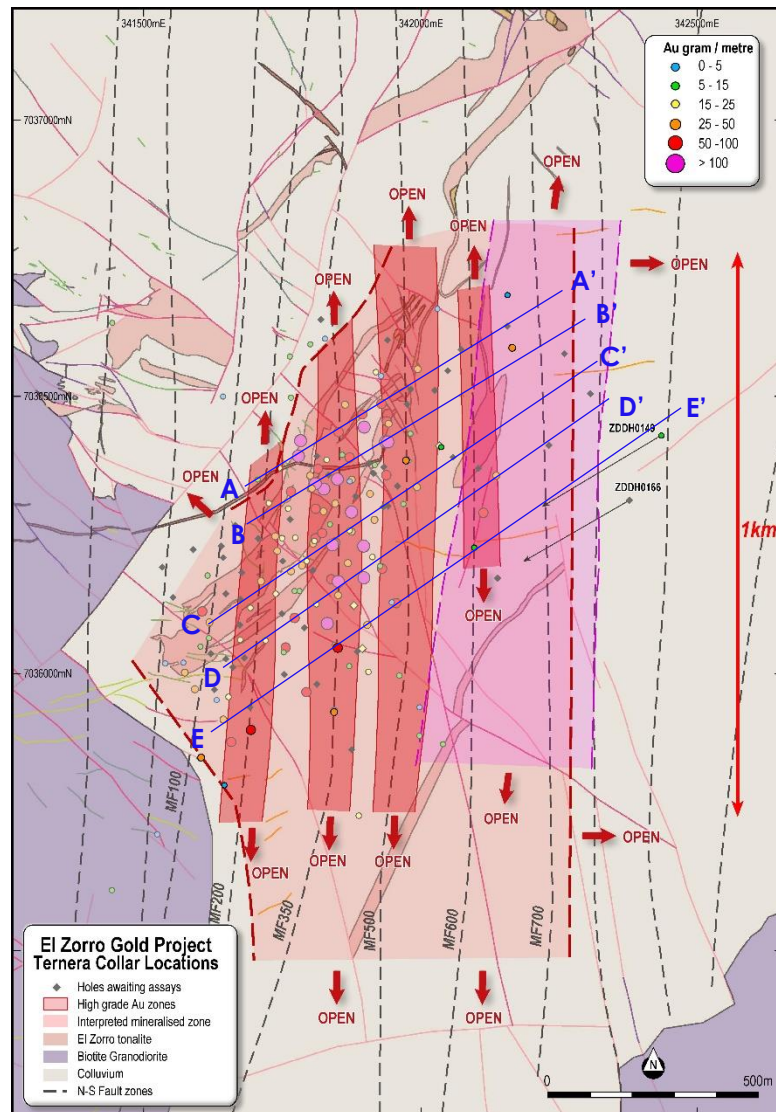 341500mE
342000mE
342500mE
Au gram / metre
0 - 5
5 - 15
15 - 25
25 - 50
50 -100
> 100
7037000mN
OPEN
OPEN
OPEN
OPEN
OPEN
OPEN
A'
B'
C'
D'
E'
7036500mN
OPEN
ZDDH0149
OPEN
A
ZDDH0166
B
1km
OPEN
C
D
7036000mN
E
MF100
OPEN
OPEN
OPEN
OPEN
OPEN
MF200
MF350
MF500
MF600
MF700
El Zorro Gold Project
Ternera Collar Locations
Holes awaiting assays
High grade Au zones
Interpreted mineralised zone
El Zorro tonalite
Biotite Granodiorite
Colluvium
N-S Fault zones
OPEN
OPEN
N
0
500m